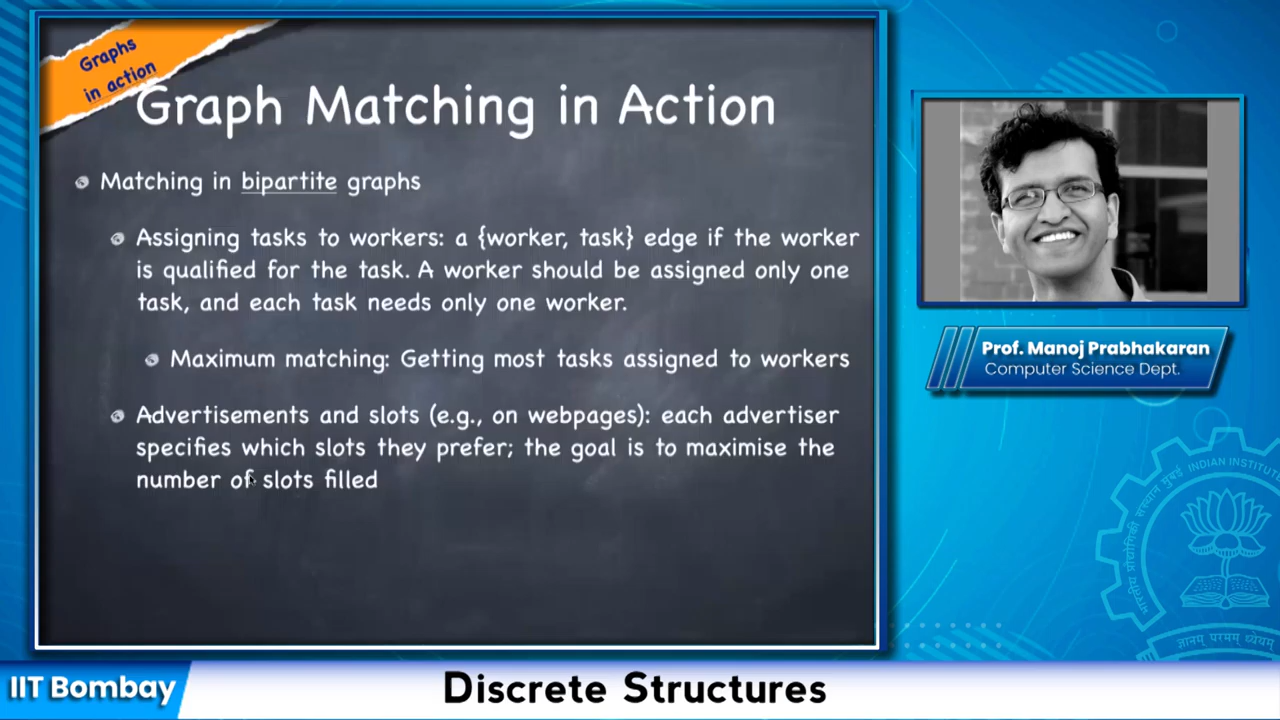 Graphs
in action
Graph Matching in Action
Matching in bipartite graphs
Assigning tasks to workers: a {worker, task} edge if the worker
is qualified for the task. A worker should be assigned only one
task, and each task needs only one worker.
Maximum matching: Getting most tasks assigned to workers
Advertisements and slots (e.g., on webpages): each advertiser
specifies which slots they prefer; the goal is to maximise the
number of slots filled
Prof. Manoj Prabhakaran
Computer Science Dept.
INDIAN INSTITUTE
ज्ञानम् परमम् ध्येयम्
IIT Bombay
Discrete Structures